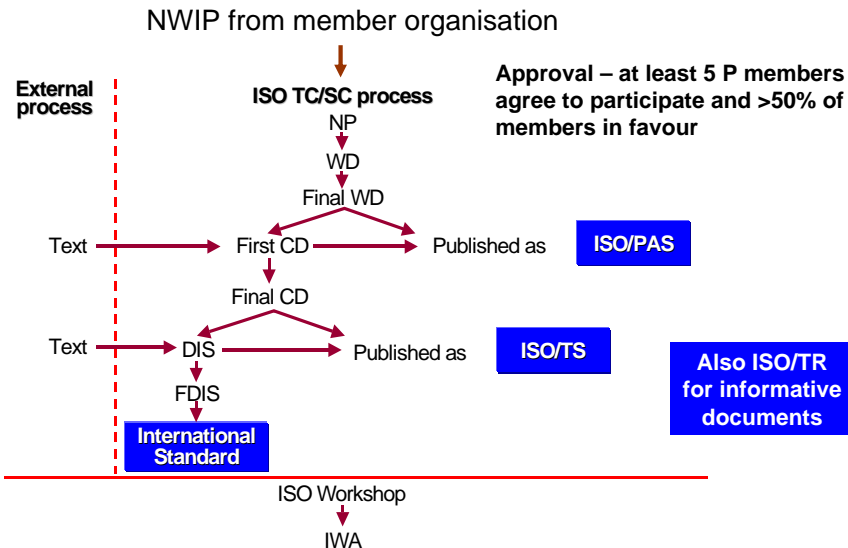 NWIP from member organisation
External
process
ISO TC/SC process
Approval – at least 5 P members
agree to participate and >50% of
members in favour
NP
WD
Final WD
Text
First CD
Published as
ISO/PAS
Final CD
Text
DIS
Published as
ISO/TS
Also ISO/TR
for informative
documents
FDIS
International
Standard
ISO Workshop
IWA